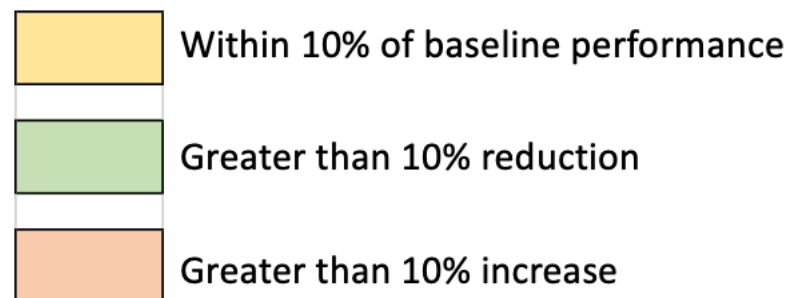 Within 10% of baseline performance
Greater than 10% reduction
Greater than 10% increase